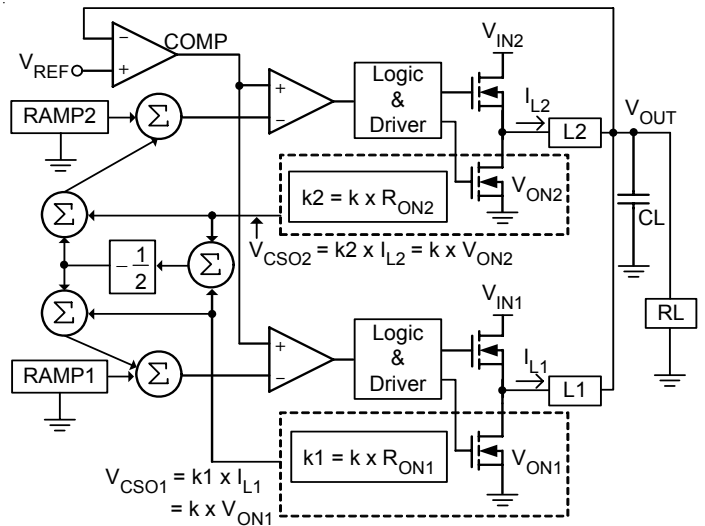 COMP
−
+
V_REF
V_IN2
Logic
&
Driver
+
−
I_L2
L2
V_OUT
RAMP2
Σ
k2 = k x R_ON2
V_ON2
CL
Σ
V_CSO2 = k2 x I_L2 = k x V_ON2
− 1/2
Σ
Σ
V_IN1
RL
Logic
&
Driver
+
−
I_L1
L1
RAMP1
Σ
k1 = k x R_ON1
V_ON1
V_CSO1 = k1 x I_L1
= k x V_ON1